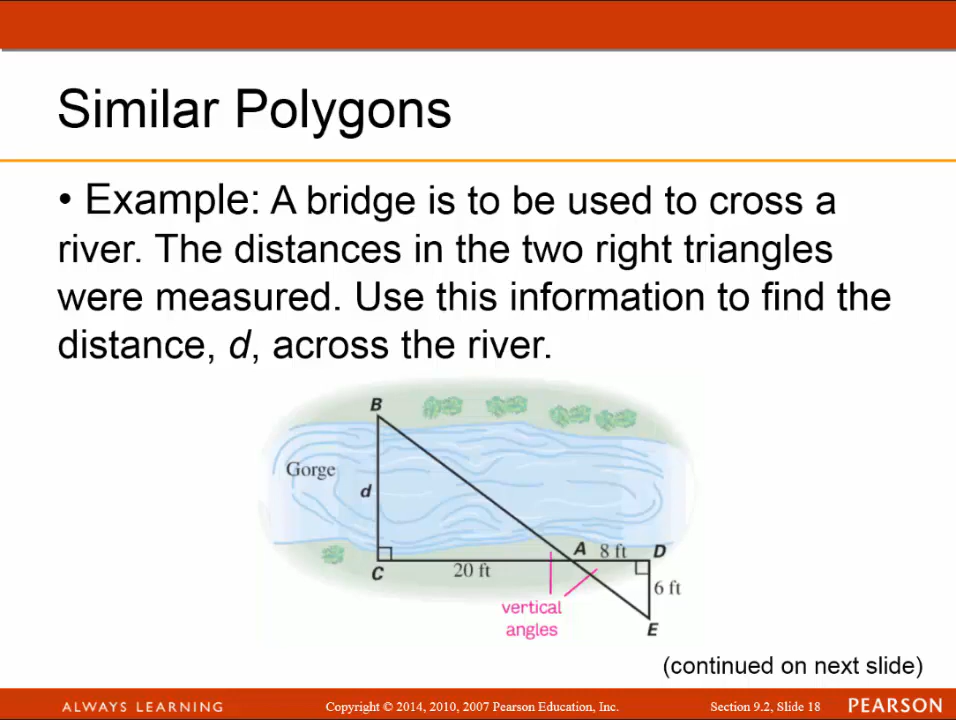 Similar Polygons
• Example: A bridge is to be used to cross a
river. The distances in the two right triangles
were measured. Use this information to find the
distance, d, across the river.
B
Gorge
d
A 8 ft D
C 20 ft
6 ft
vertical
angles
E
(continued on next slide)
ALWAYS LEARNING Copyright © 2014, 2010, 2007 Pearson Education, Inc. Section 9.2, Slide 18 PEARSON